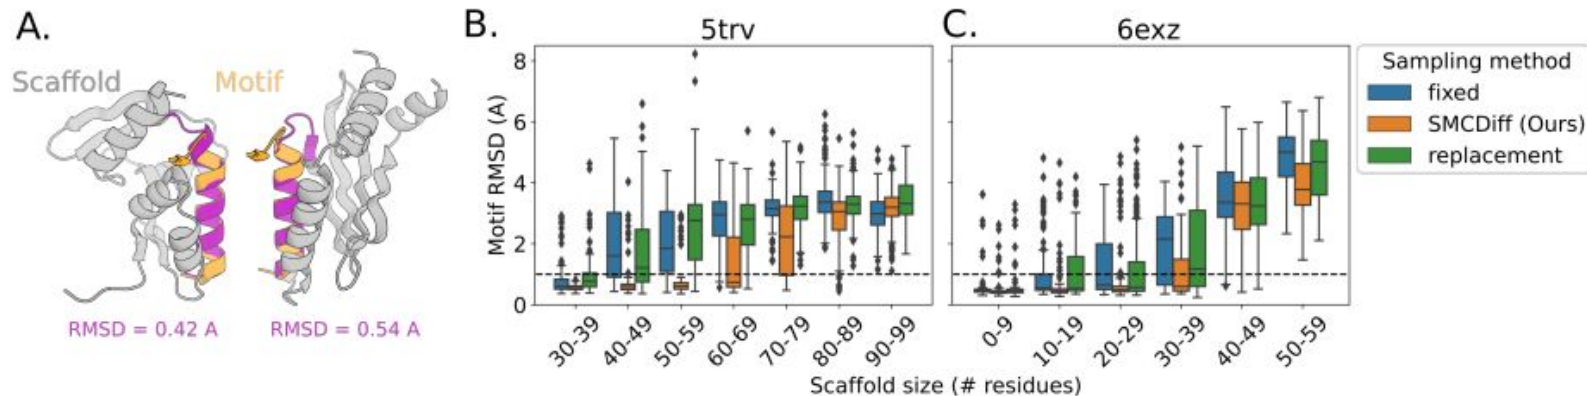 A.
Scaffold
Motif
RMSD = 0.42 A
RMSD = 0.54 A
B.
5trv
Motif RMSD (A)
8
6
4
2
0
30-39
40-49
50-59
60-69
70-79
80-89
90-99
C.
6exz
0-9
10-19
20-29
30-39
40-49
50-59
Scaffold size (# residues)
Sampling method
fixed
SMCDiff (Ours)
replacement